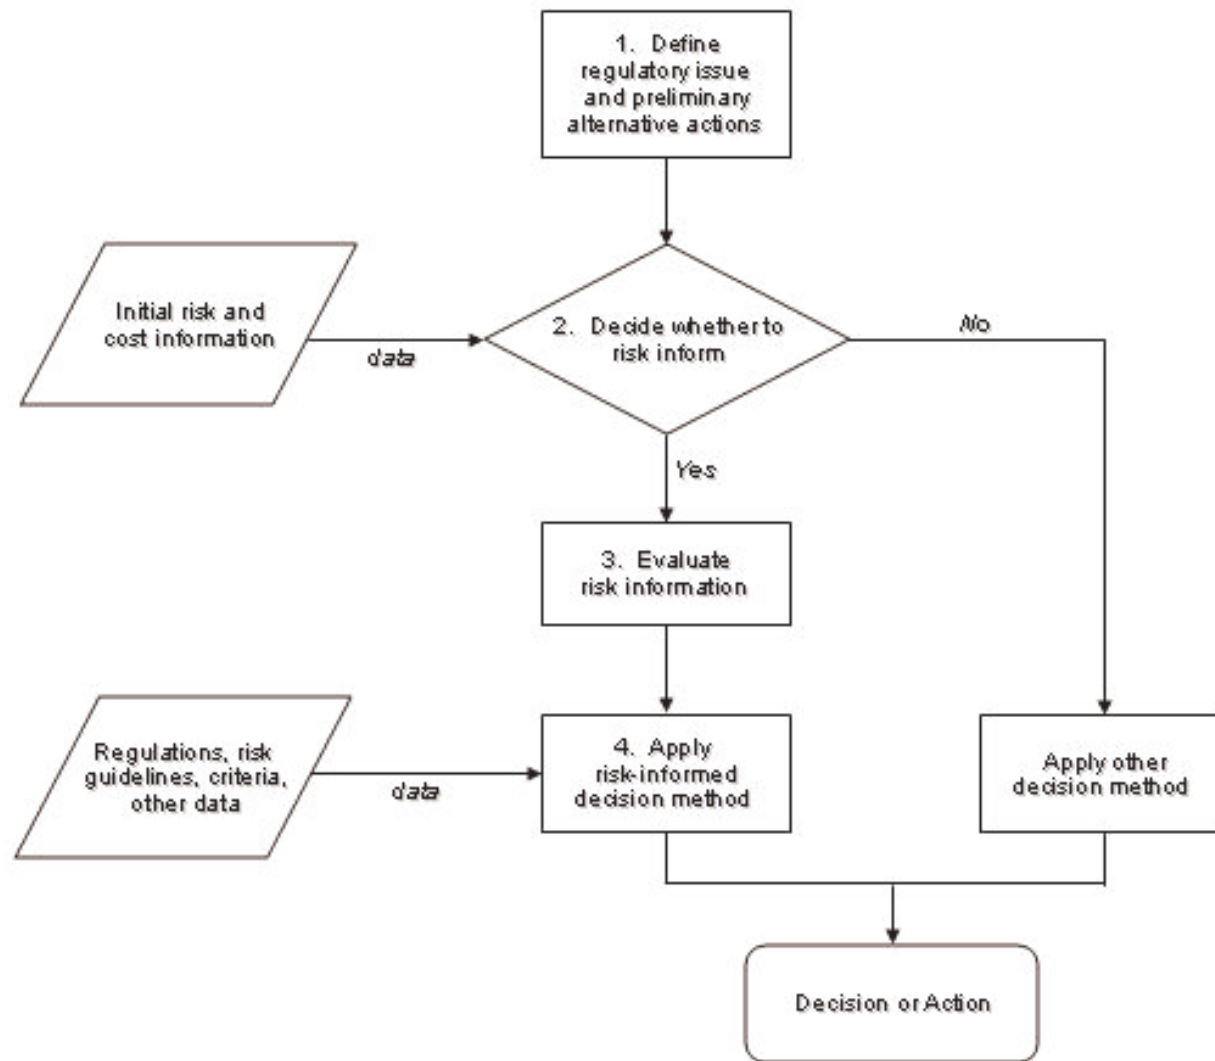 1. Define
regulatory issue
and preliminary
alternative actions
Initial risk and
cost information
data
2. Decide whether to
risk inform
No
Yes
3. Evaluate
risk information
Regulations, risk
guidelines, criteria,
other data
data
4. Apply
risk-informed
decision method
Apply other
decision method
Decision or Action